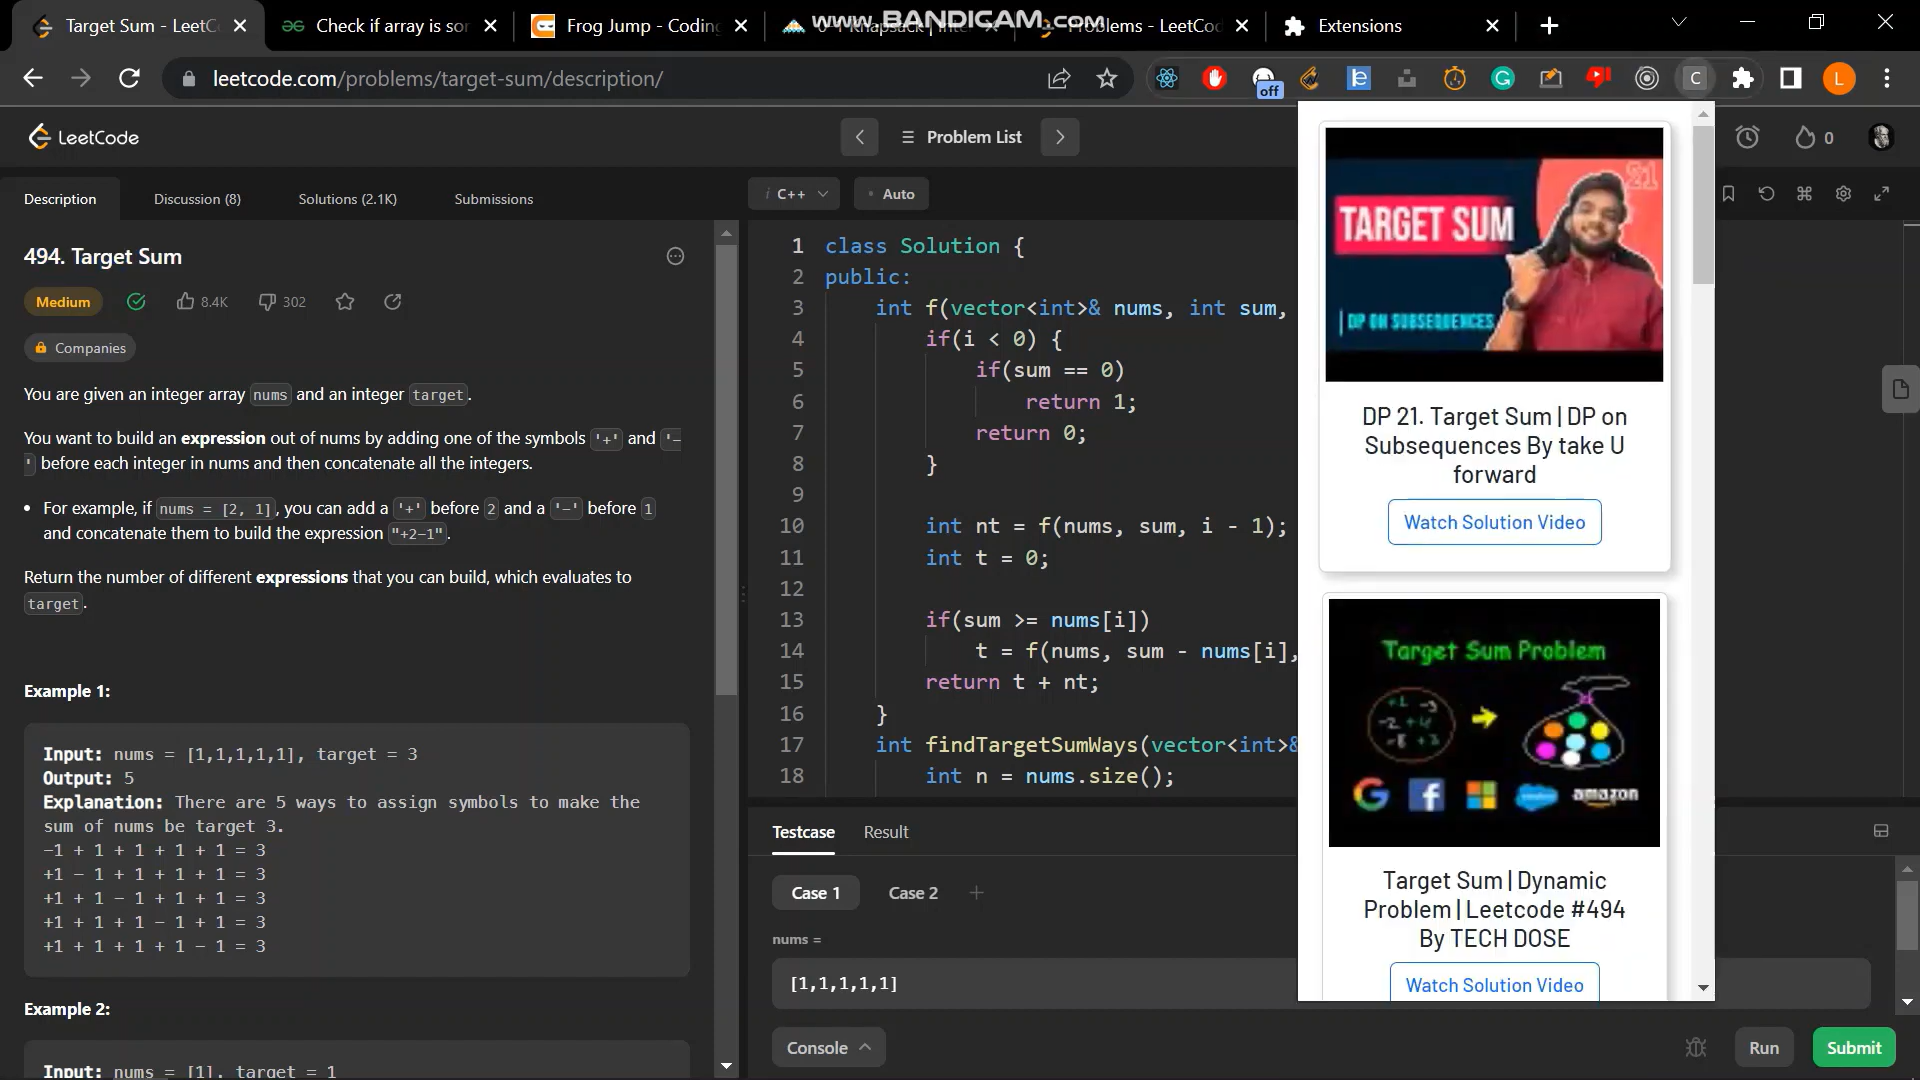 Target Sum - LeetC
Check if array is sor
Frog Jump - Coding
0-1 Knapsack | Inte
Problems - LeetCo
Extensions
www.BANDICAM.com
leetcode.com/problems/target-sum/description/
off
C
L
LeetCode
Problem List
0
Description
Discussion (8)
Solutions (2.1K)
Submissions
i C++
• Auto
494. Target Sum
Medium
8.4K
302
Companies
You are given an integer array nums and an integer target.
You want to build an expression out of nums by adding one of the symbols '+' and '-
' before each integer in nums and then concatenate all the integers.
• For example, if nums = [2, 1], you can add a '+' before 2 and a '-' before 1
and concatenate them to build the expression "+2-1".
Return the number of different expressions that you can build, which evaluates to
target.
Example 1:
Input: nums = [1,1,1,1,1], target = 3
Output: 5
Explanation: There are 5 ways to assign symbols to make the
sum of nums be target 3.
-1 + 1 + 1 + 1 + 1 = 3
+1 - 1 + 1 + 1 + 1 = 3
+1 + 1 - 1 + 1 + 1 = 3
+1 + 1 + 1 - 1 + 1 = 3
+1 + 1 + 1 + 1 - 1 = 3
Example 2:
Input: nums = [1], target = 1
1 class Solution {
2 public:
3 int f(vector<int>& nums, int sum,
4 if(i < 0) {
5 if(sum == 0)
6 return 1;
7 return 0;
8 }
9
10 int nt = f(nums, sum, i - 1);
11 int t = 0;
12
13 if(sum >= nums[i])
14 t = f(nums, sum - nums[i],
15 return t + nt;
16 }
17 int findTargetSumWays(vector<int>&
18 int n = nums.size();
Testcase
Result
Case 1
Case 2
nums =
[1,1,1,1,1]
Console
Run
Submit
21
TARGET SUM
| DP ON SUBSEQUENCES
DP 21. Target Sum | DP on
Subsequences By take U
forward
Watch Solution Video
Target Sum Problem
+1 -3
-2 +4
amazon
Target Sum | Dynamic
Problem | Leetcode #494
By TECH DOSE
Watch Solution Video